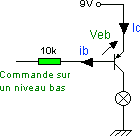 9V
Ic
Veb
10k
ib
Commande sur
un niveau bas